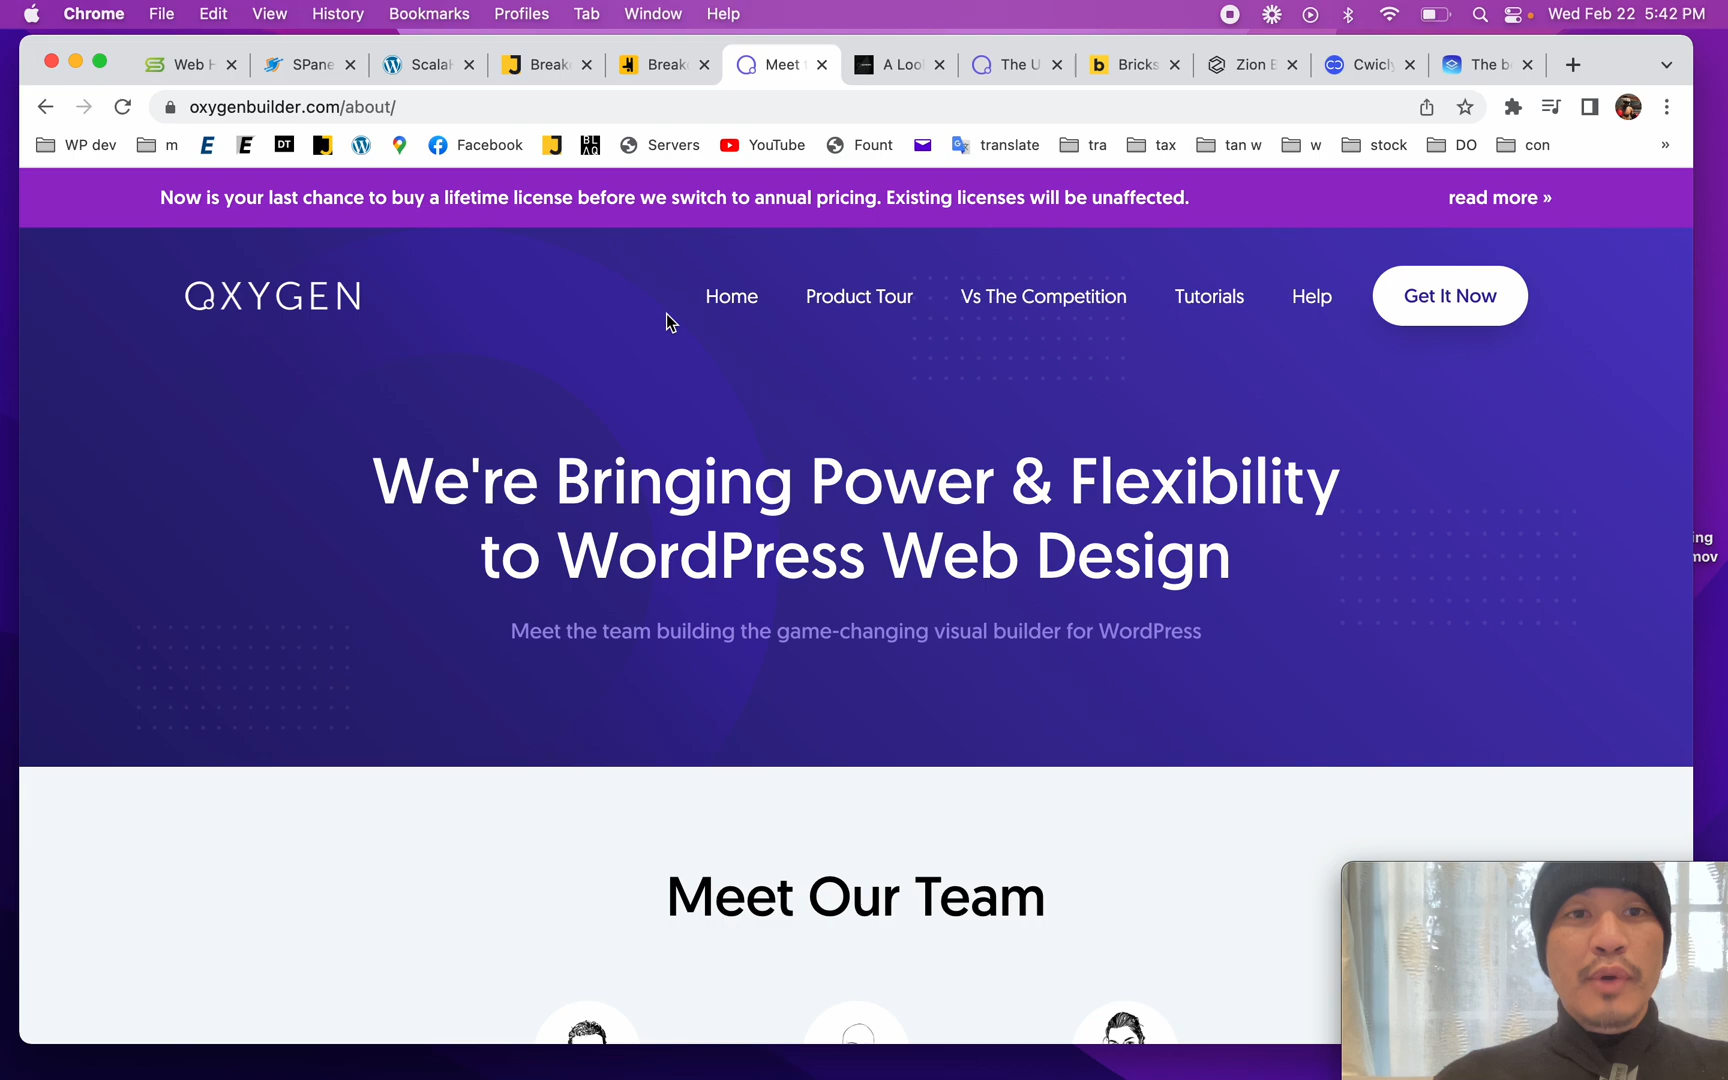 Chrome File Edit View History Bookmarks Profiles Tab Window Help Wed Feb 22 5:42 PM
Web H SPane Scalah Break Break Meet A Loo The U Bricks Zion B Cwicly The b
oxygenbuilder.com/about/
WP dev m E E DT J Facebook J Servers YouTube Fount translate tra tax tan w w stock DO con »
Now is your last chance to buy a lifetime license before we switch to annual pricing. Existing licenses will be unaffected. read more »
OXYGEN Home Product Tour Vs The Competition Tutorials Help Get It Now
We're Bringing Power & Flexibility
to WordPress Web Design
ing
mov
Meet the team building the game-changing visual builder for WordPress
Meet Our Team